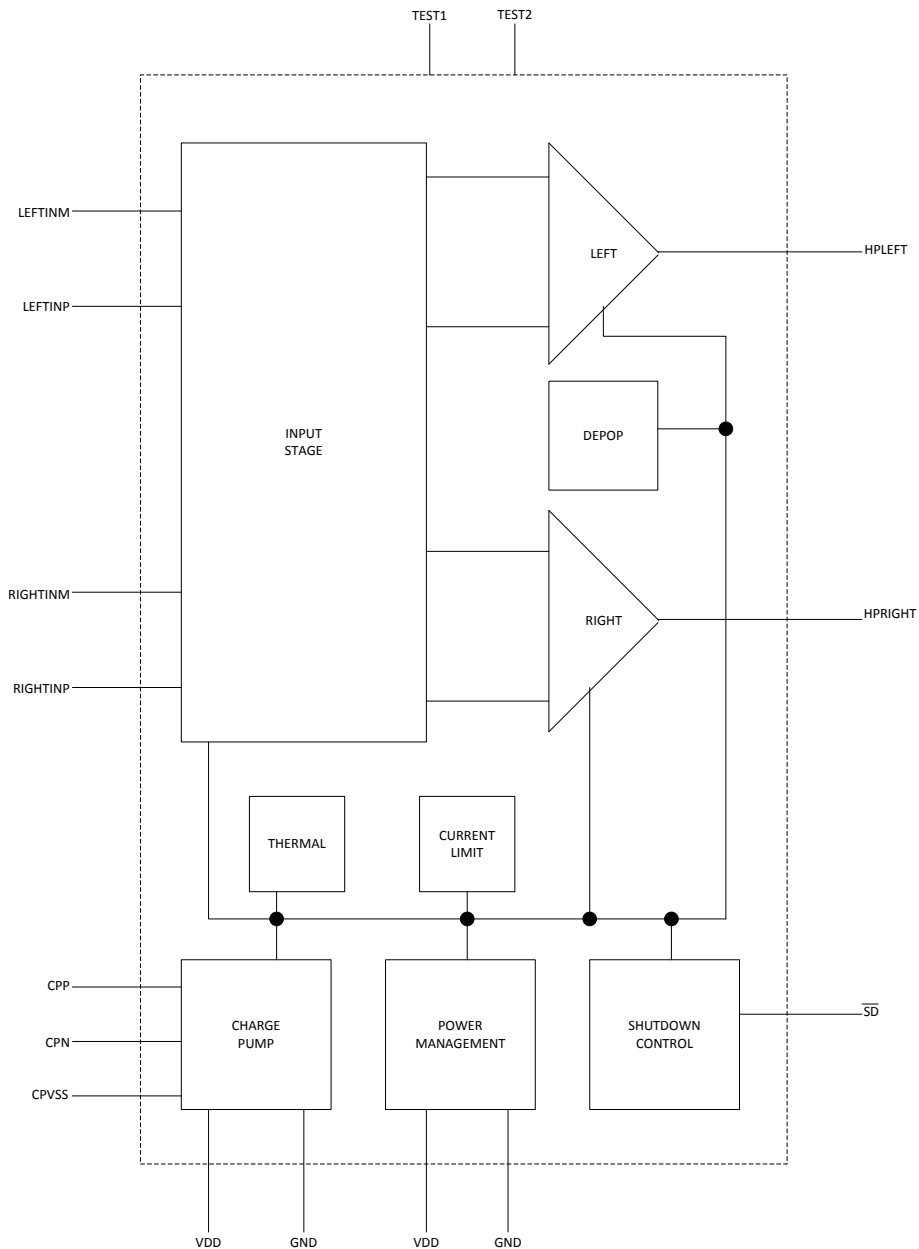 TEST1
TEST2
LEFTINM
LEFTINP
INPUT
STAGE
LEFT
HPLEFT
DEPOP
RIGHTINM
RIGHTINP
RIGHT
HPRIGHT
THERMAL
CURRENT
LIMIT
CPP
CPN
CPVSS
CHARGE
PUMP
POWER
MANAGEMENT
SHUTDOWN
CONTROL
S̅D̅
VDD
GND
VDD
GND